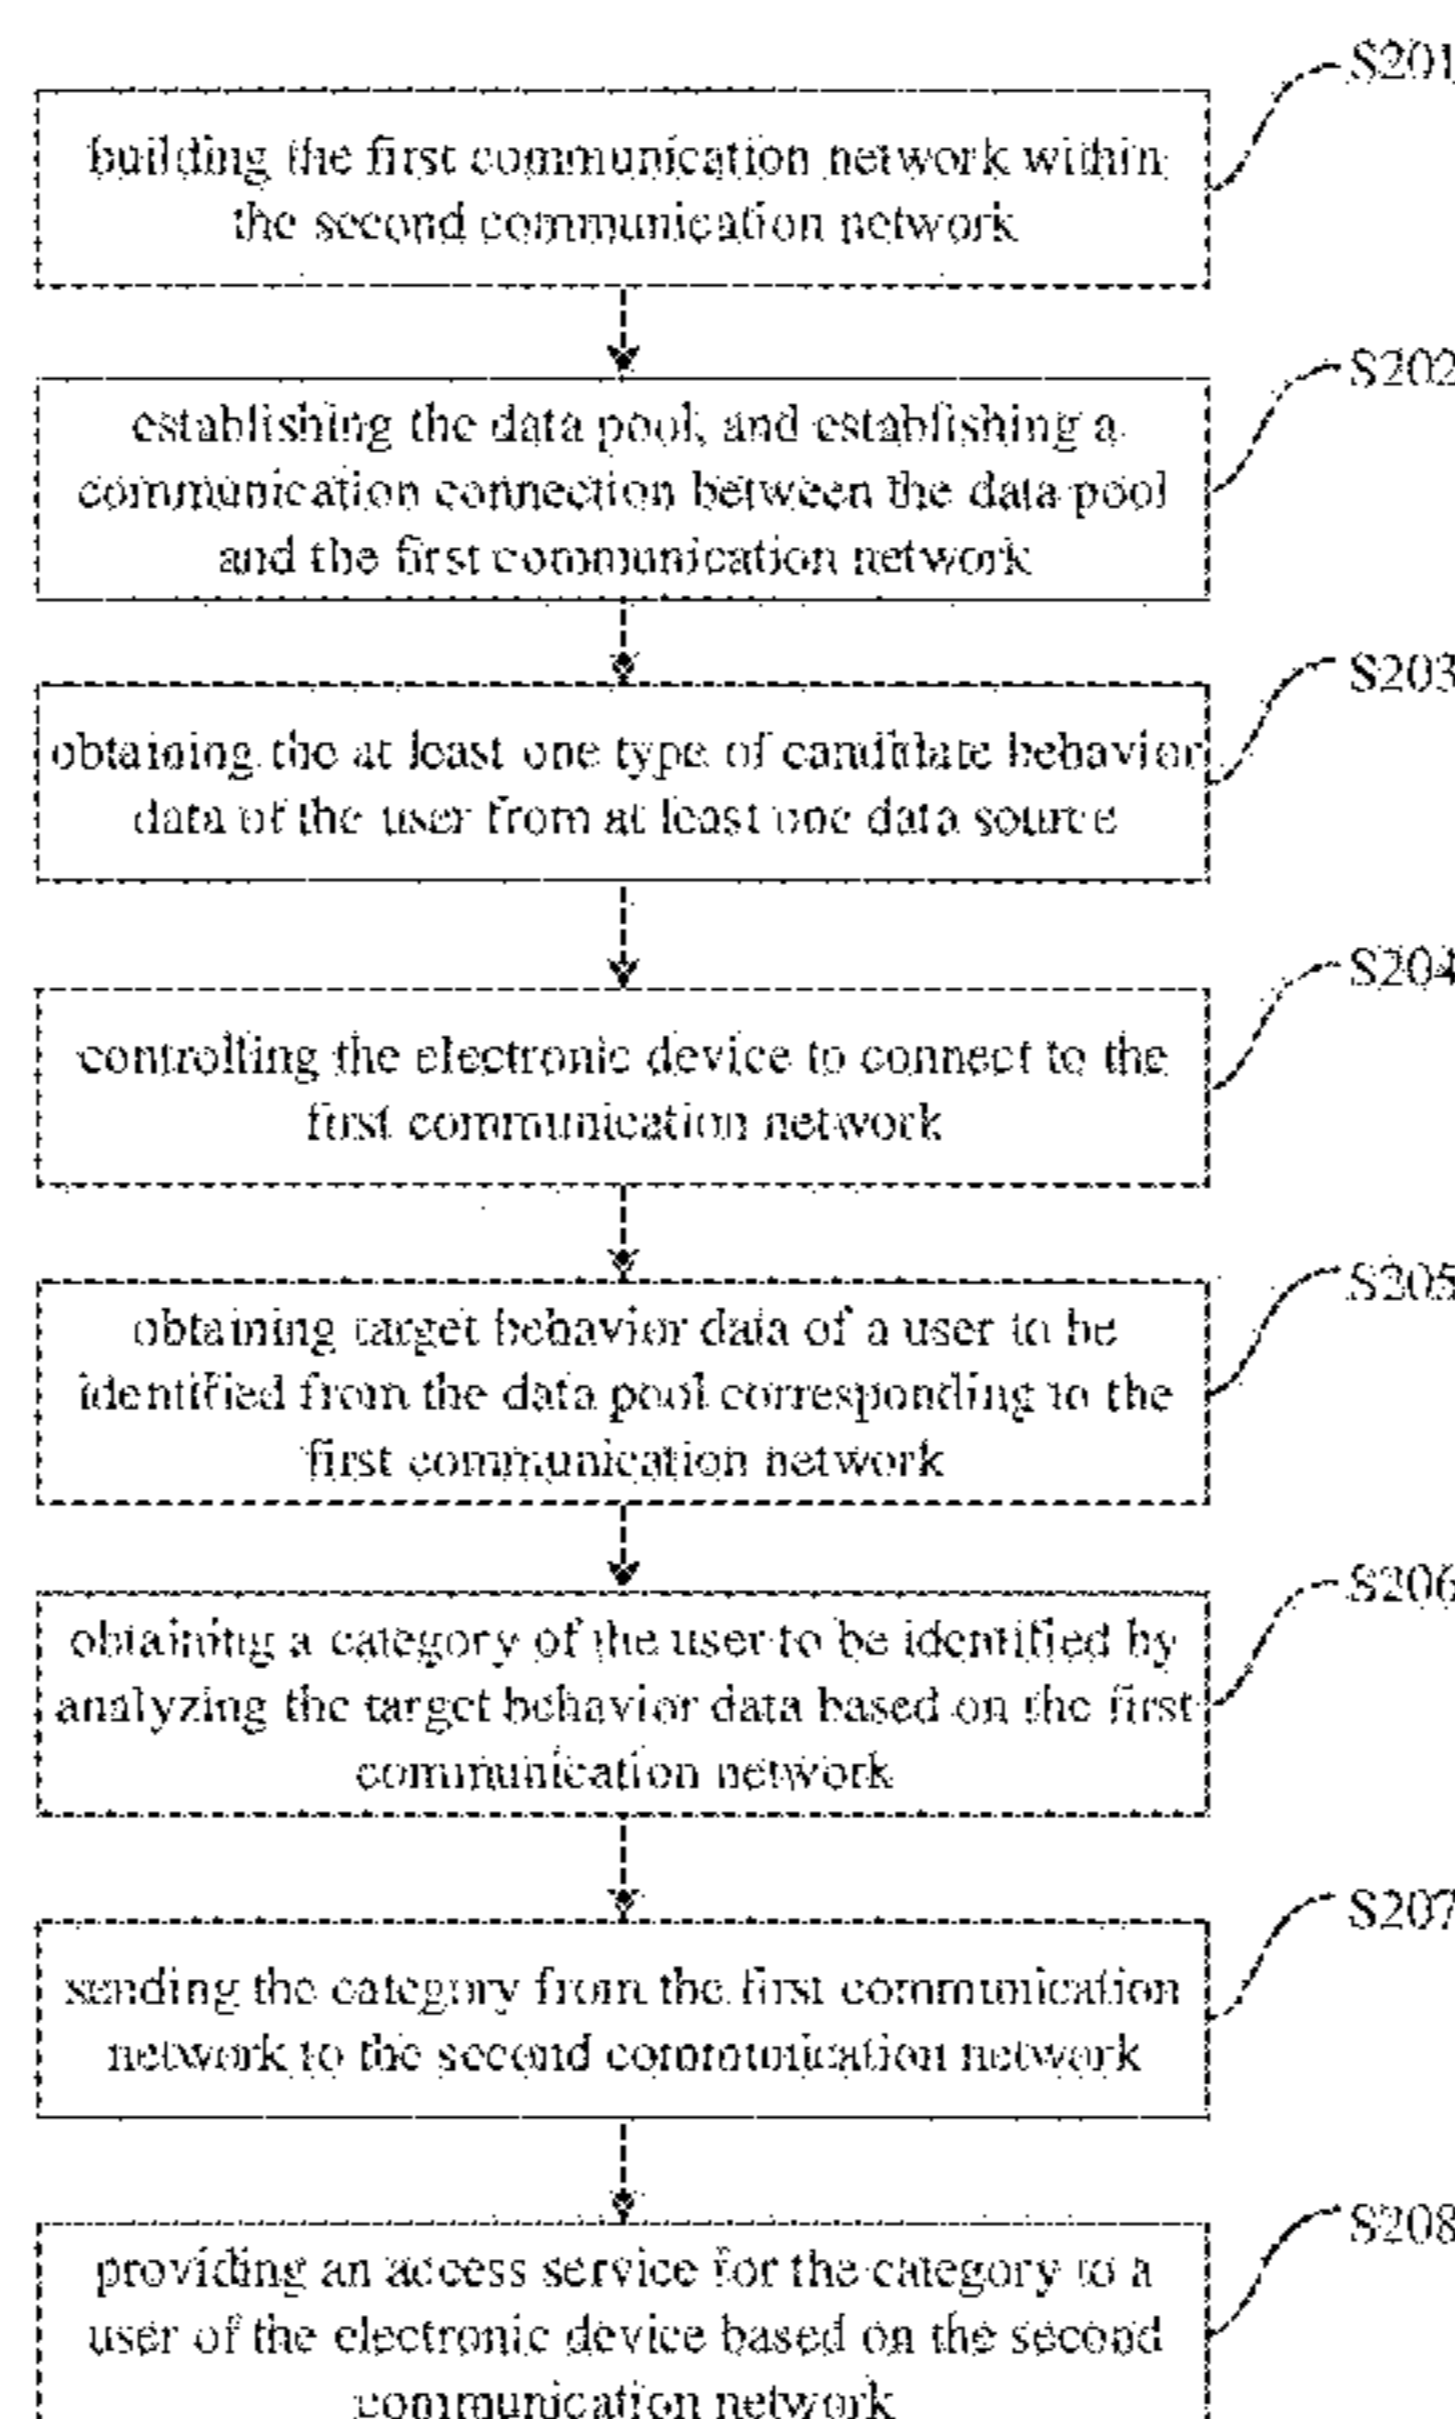 S201
building the first communication network within
the second communication network
S202
establishing the data pool, and establishing a
communication connection between the data pool
and the first communication network
S203
obtaining the at least one type of candidate behavior
data of the user from at least one data source
S204
controlling the electronic device to connect to the
first communication network
S205
obtaining target behavior data of a user to be
identified from the data pool corresponding to the
first communication network
S206
obtaining a category of the user to be identified by
analyzing the target behavior data based on the first
communication network
S207
sending the category from the first communication
network to the second communication network
S208
providing an access service for the category to a
user of the electronic device based on the second
communication network